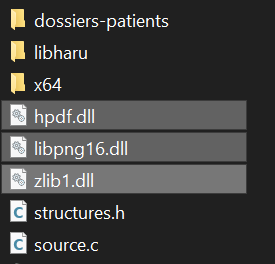 dossiers-patients
libharu
x64
hpdf.dll
libpng16.dll
zlib1.dll
structures.h
source.c